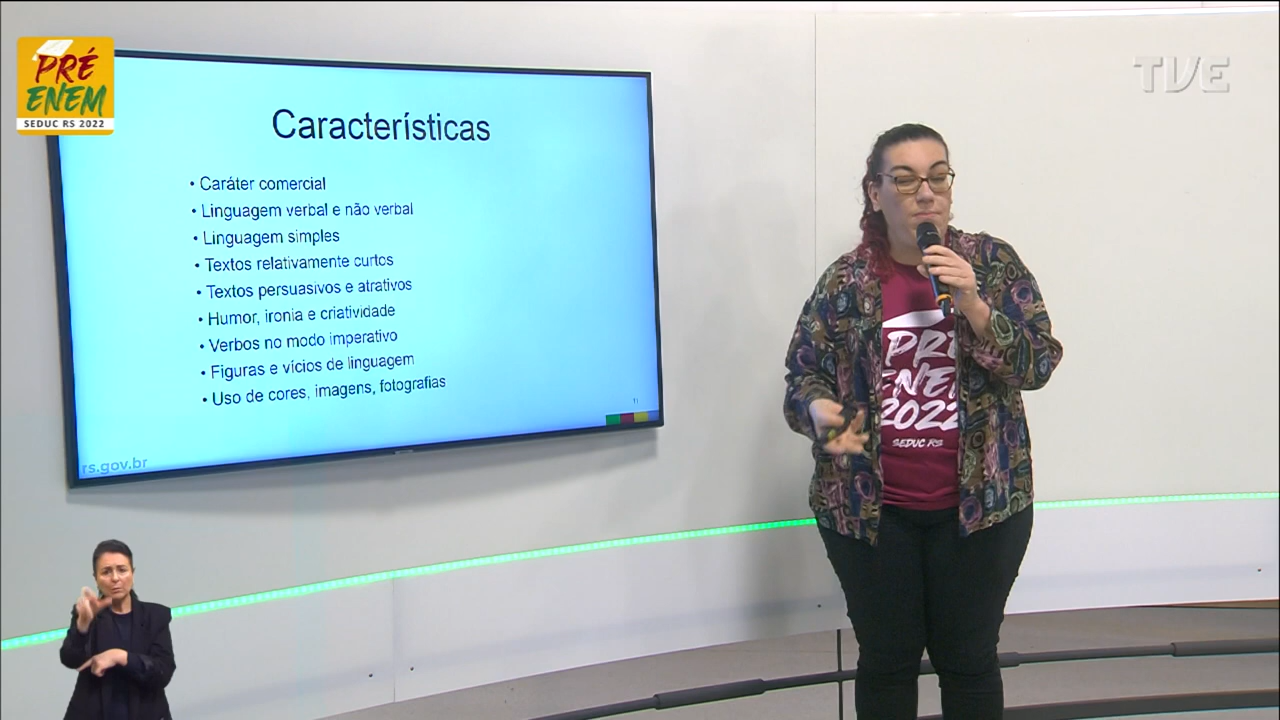 PRÉ
ENEM
SEDUC RS 2022
TVE
Características
• Caráter comercial
• Linguagem verbal e não verbal
• Linguagem simples
• Textos relativamente curtos
• Textos persuasivos e atrativos
• Humor, ironia e criatividade
• Verbos no modo imperativo
• Figuras e vícios de linguagem
• Uso de cores, imagens, fotografias
11
rs.gov.br
PRÉ
ENEM
2022
SEDUC RS